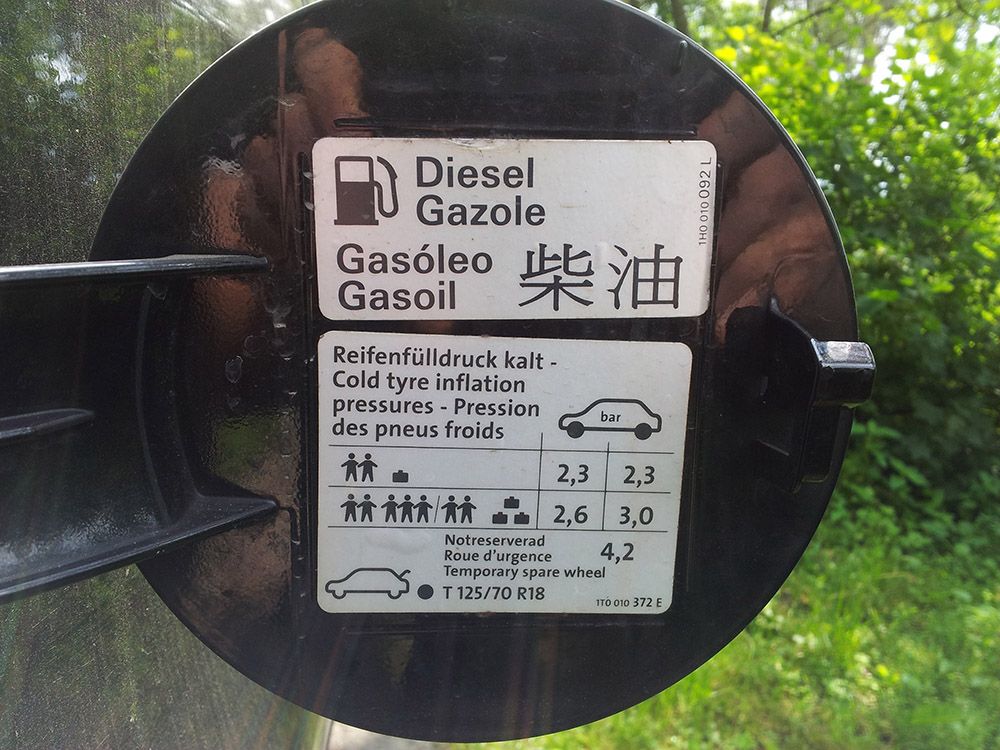 Diesel
Gazole
Gasóleo
Gasoil
柴油
1H0 010 092 L
Reifenfülldruck kalt -
Cold tyre inflation
pressures - Pression
des pneus froids
bar
2,3 2,3
/ 2,6 3,0
Notreserverad
Roue d'urgence
Temporary spare wheel
4,2
T 125/70 R18
1T0 010 372 E